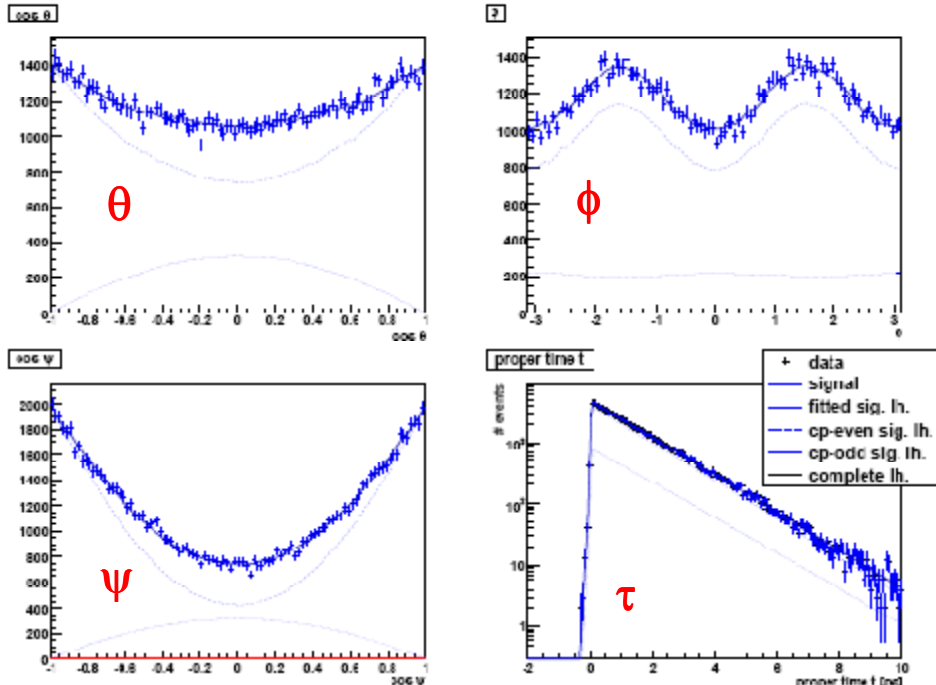 cos θ
1400
1200
1000
800
600
400
200
0
-1 -0.8 -0.6 -0.4 -0.2 0 0.2 0.4 0.6 0.8 1
cos θ
θ
1400
1200
1000
800
600
400
200
0
-3 -2 -1 0 1 2 3
ϕ
cos ψ
2000
1800
1600
1400
1200
1000
800
600
400
200
0
-1 -0.8 -0.6 -0.4 -0.2 0 0.2 0.4 0.6 0.8 1
cos ψ
ψ
proper time t
# events
10³
10²
10
1
-2 0 2 4 6 8 10
proper time t
τ
data
signal
fitted sig. lh.
cp-even sig. lh.
cp-odd sig. lh.
complete lh.